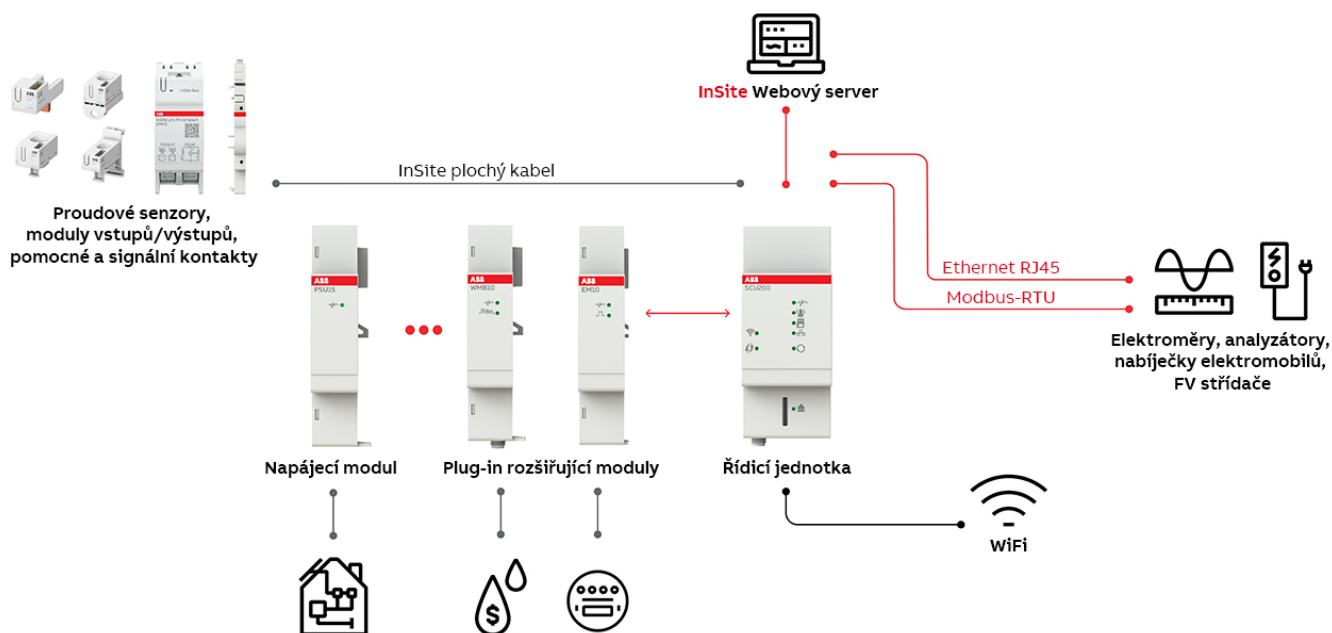 InSite Webový server
InSite plochý kabel
Proudové senzory,
moduly vstupů/výstupů,
pomocné a signální kontakty
ABB
PSU15
ABB
WMB10
ABB
EM10
ABB
SCU200
Ethernet RJ45
Modbus-RTU
Elektroměry, analyzátory,
nabíječky elektromobilů,
FV střídače
Napájecí modul
Plug-in rozšiřující moduly
Řídicí jednotka
WiFi
$